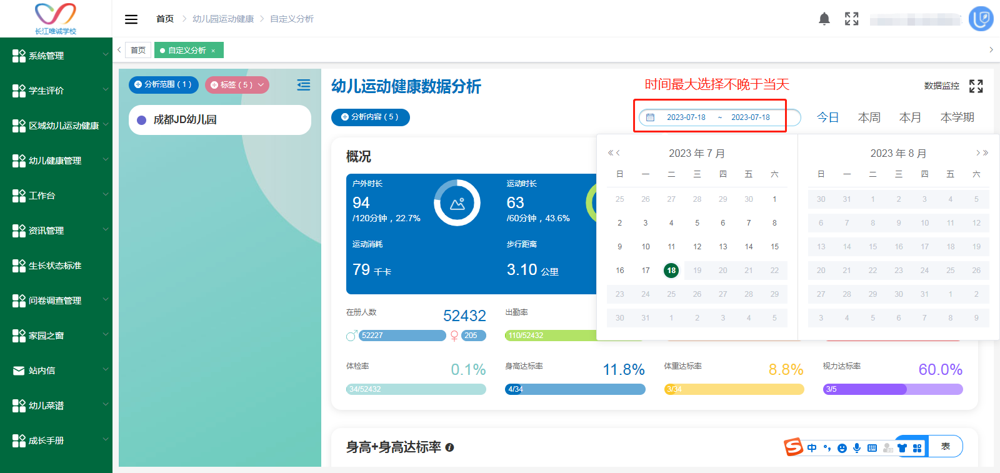 长江唯诚学校
首页
幼儿园运动健康
自定义分析
系统管理
学生评价
区域幼儿运动健康
幼儿健康管理
工作台
资讯管理
生长状态标准
问卷调查管理
家园之窗
站内信
幼儿菜谱
成长手册
首页
自定义分析 ×
分析范围 ( 1 )
标签 ( 5 )
成都JD幼儿园
幼儿运动健康数据分析
时间最大选择不晚于当天
数据监控
分析内容 ( 5 )
2023-07-18 ~ 2023-07-18
今日 本周 本月 本学期
概况
户外时长
94
/120分钟，22.7%
运动时长
63
/60分钟，43.6%
运动消耗
79 千卡
步行距离
3.10 公里
在册人数
52432
52227
205
出勤率
110/52432
体检率
0.1%
34/52432
身高达标率
11.8%
4/34
体重达标率
8.8%
3/34
视力达标率
60.0%
3/5
2023 年 7 月
日 一 二 三 四 五 六
25 26 27 28 29 30 1
2 3 4 5 6 7 8
9 10 11 12 13 14 15
16 17 18 19 20 21 22
23 24 25 26 27 28 29
30 31 1 2 3 4 5
2023 年 8 月
日 一 二 三 四 五 六
30 31 1 2 3 4 5
6 7 8 9 10 11 12
13 14 15 16 17 18 19
20 21 22 23 24 25 26
27 28 29 30 31 1 2
3 4 5 6 7 8 9
身高+身高达标率
中
表